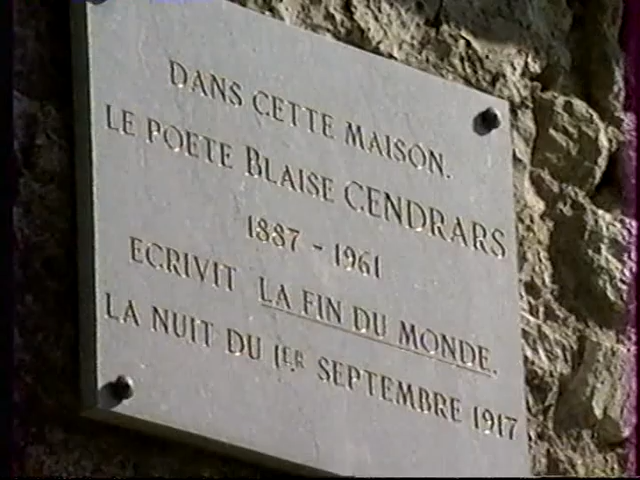 DANS CETTE MAISON.
LE POETE BLAISE CENDRARS
1887 - 1961
ECRIVIT LA FIN DU MONDE.
LA NUIT DU 1ER SEPTEMBRE 1917